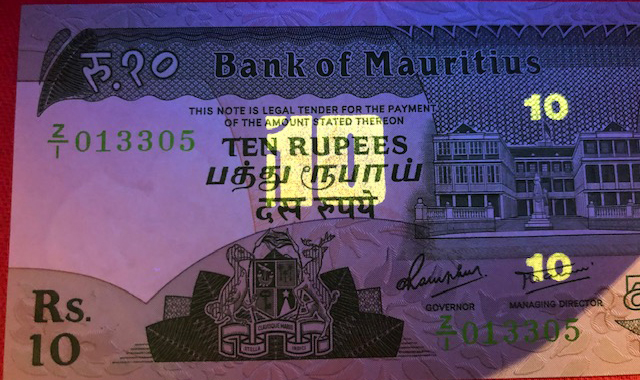 रु.१०
Bank of Mauritius
10
THIS NOTE IS LEGAL TENDER FOR THE PAYMENT
OF THE AMOUNT STATED THEREON
Z/1 013305
10
TEN RUPEES
பத்து ரூபாய்
दस रुपये
10
GOVERNOR
MANAGING DIRECTOR
Z/1 013305
Rs.
10